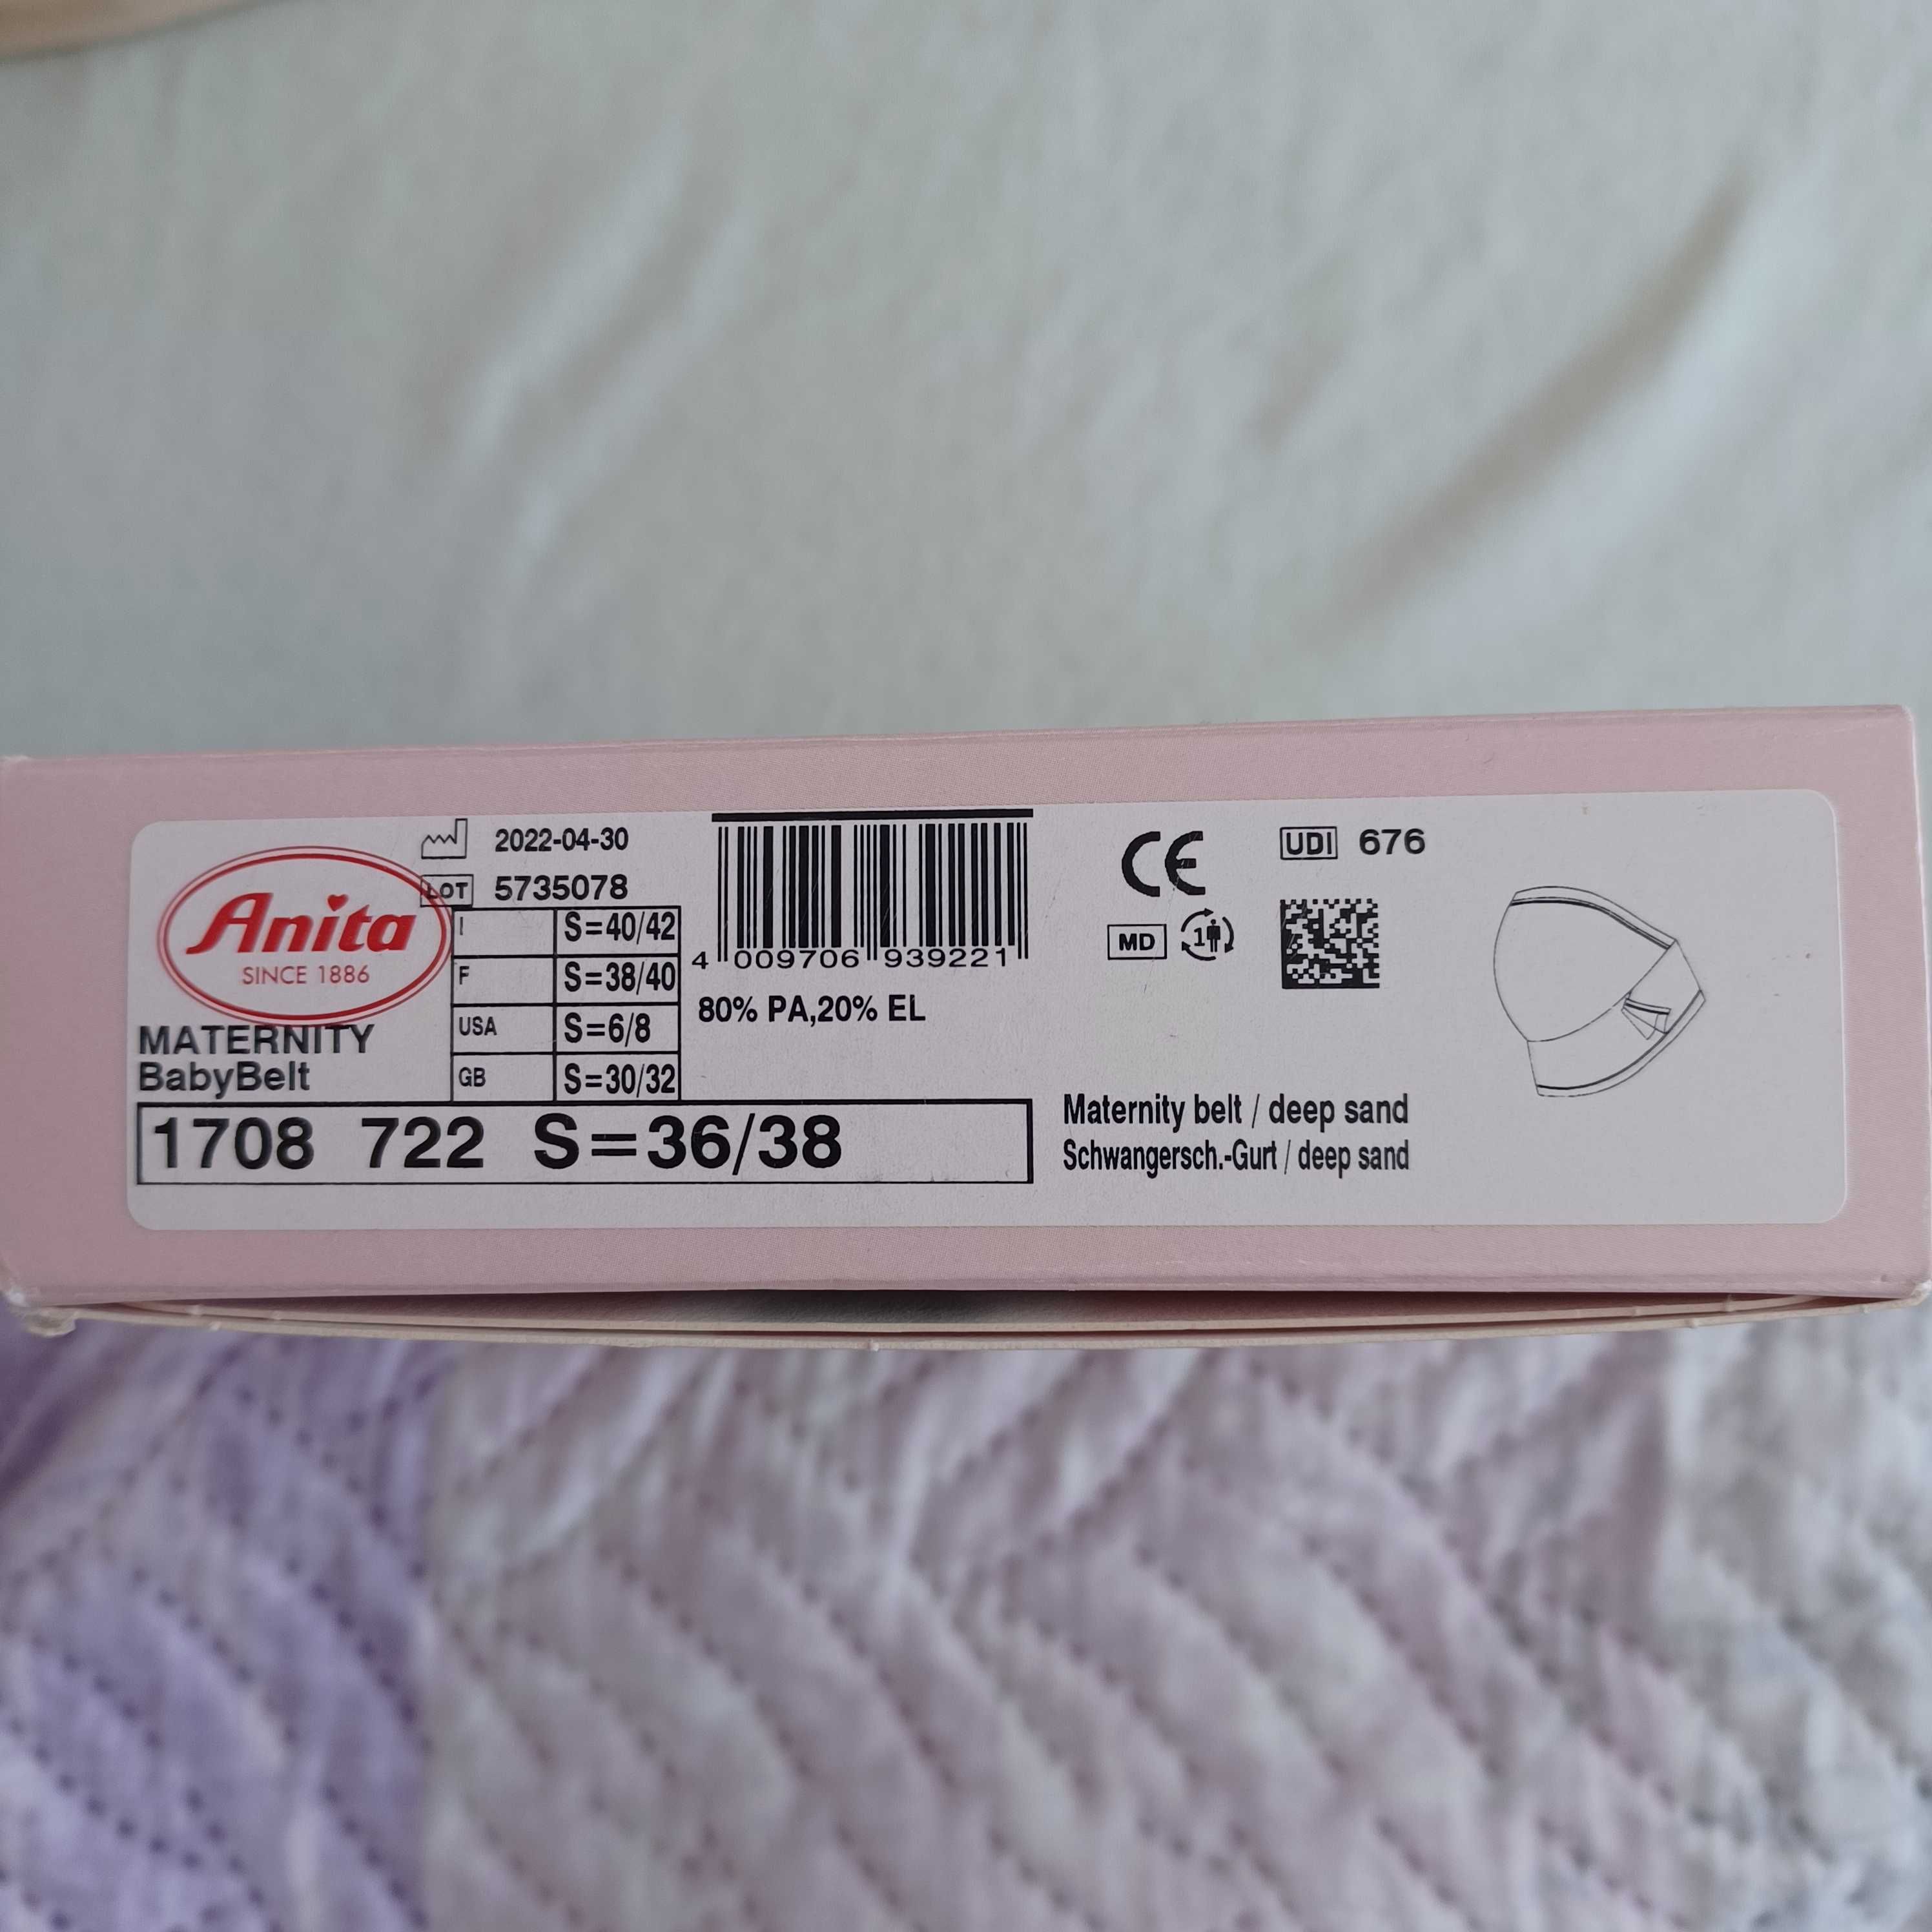 Anita
SINCE 1886
MATERNITY
BabyBelt
2022-04-30
LOT 5735078
I S=40/42
F S=38/40
USA S=6/8
GB S=30/32
1708 722 S=36/38
4 009706 939221
80% PA,20% EL
CE
MD 1
UDI 676
Maternity belt / deep sand
Schwangersch.-Gurt / deep sand